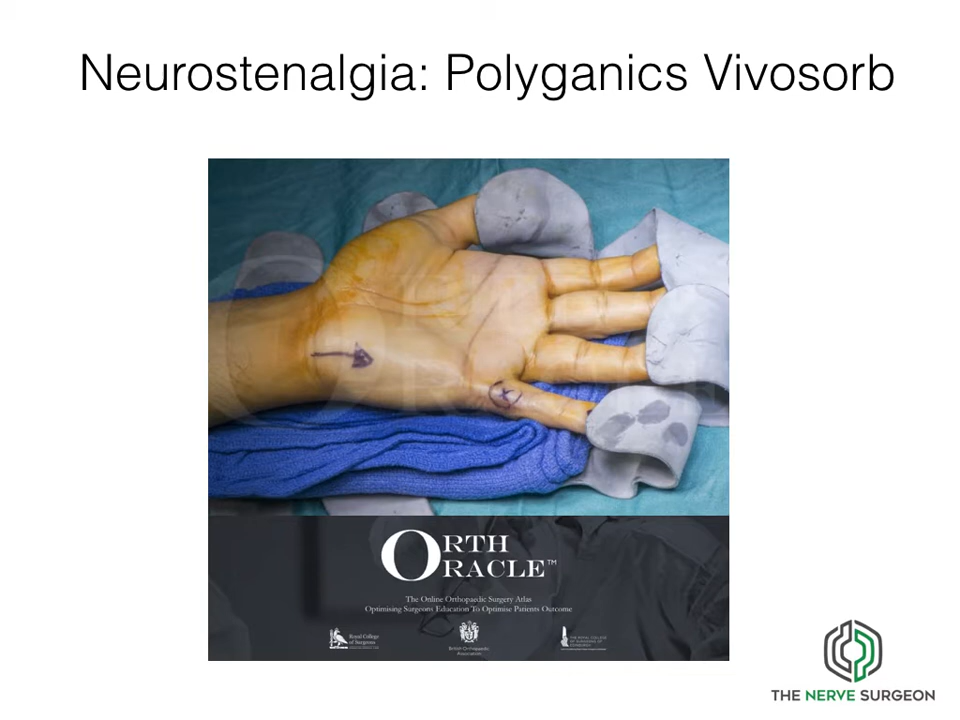 Neurostenalgia: Polyganics Vivosorb
ORTH
ORACLE™
The Online Orthopaedic Surgery Atlas
Optimising Surgeons Education To Optimise Patients Outcome
Royal College
of Surgeons
British Orthopaedic
Association
THE ROYAL COLLEGE
OF SURGEONS OF
EDINBURGH
THE NERVE SURGEON